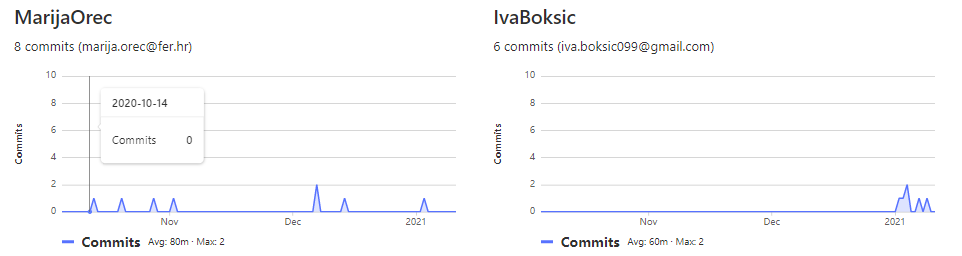 MarijaOrec
8 commits (marija.orec@fer.hr)
10
8
6
4
2
0
Commits
2020-10-14
Commits 0
Nov
Dec
2021
Commits Avg: 80m · Max: 2
IvaBoksic
6 commits (iva.boksic099@gmail.com)
10
8
6
4
2
0
Commits
Nov
Dec
2021
Commits Avg: 60m · Max: 2